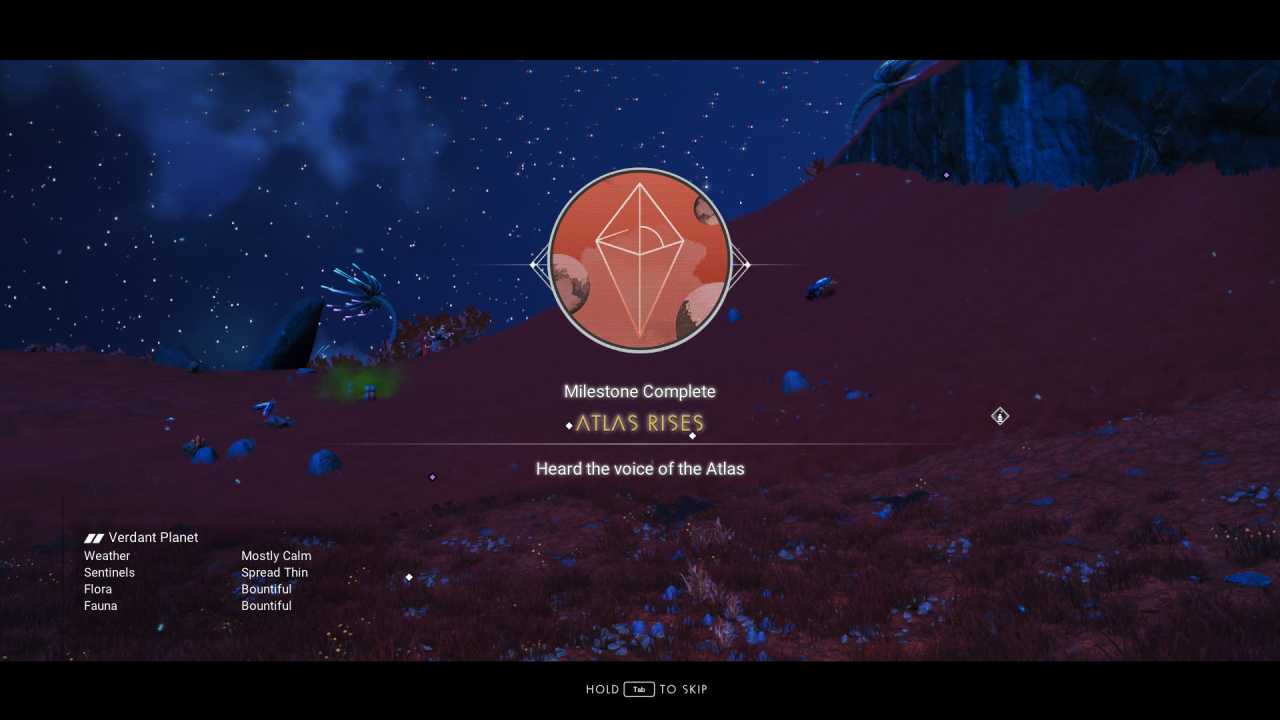 Milestone Complete
ATLAS RISES
Heard the voice of the Atlas
Verdant Planet
Weather Mostly Calm
Sentinels Spread Thin
Flora Bountiful
Fauna Bountiful
HOLD Tab TO SKIP